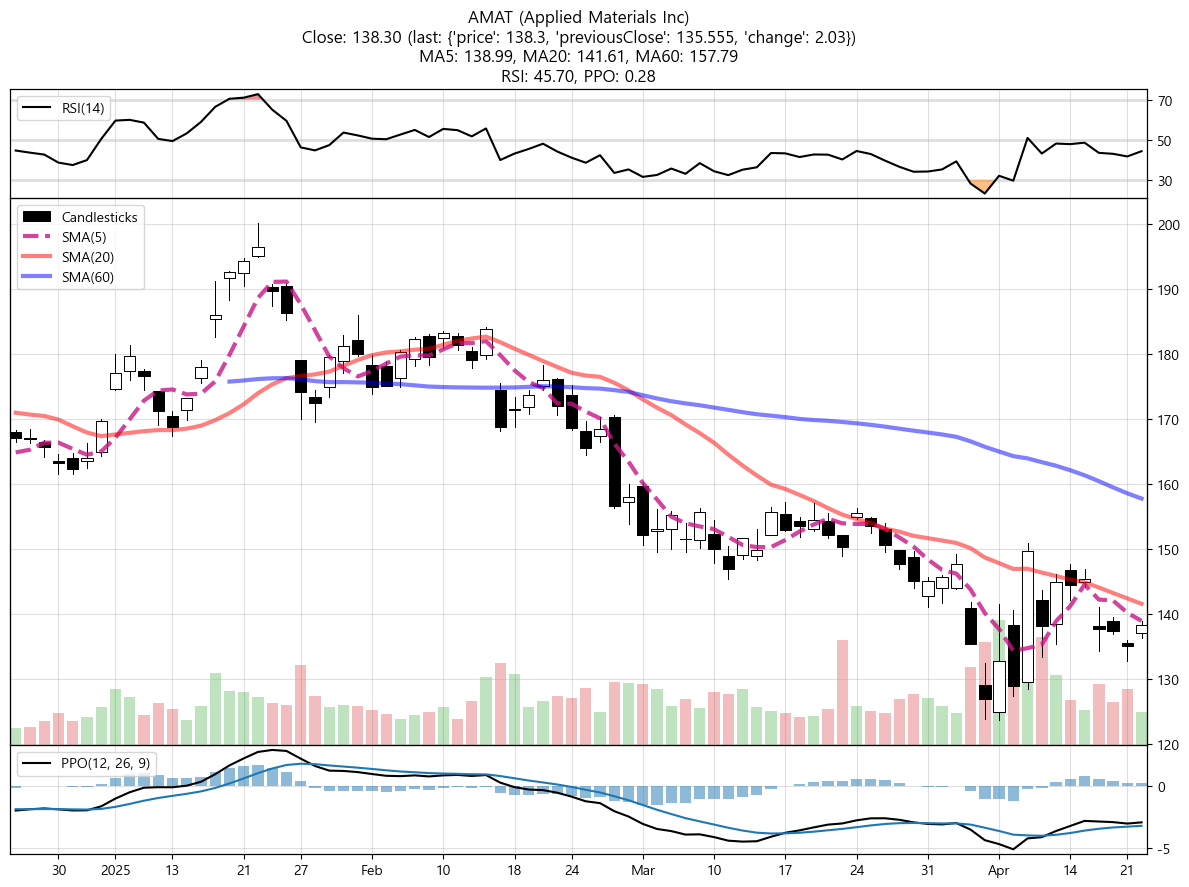 AMAT (Applied Materials Inc)
Close: 138.30 (last: {'price': 138.3, 'previousClose': 135.555, 'change': 2.03})
MA5: 138.99, MA20: 141.61, MA60: 157.79
RSI: 45.70, PPO: 0.28
RSI(14)
70
50
30
Candlesticks
SMA(5)
SMA(20)
SMA(60)
200
190
180
170
160
150
140
130
120
PPO(12, 26, 9)
0
-5
30 2025 13 21 27 Feb 10 18 24 Mar 10 17 24 31 Apr 14 21